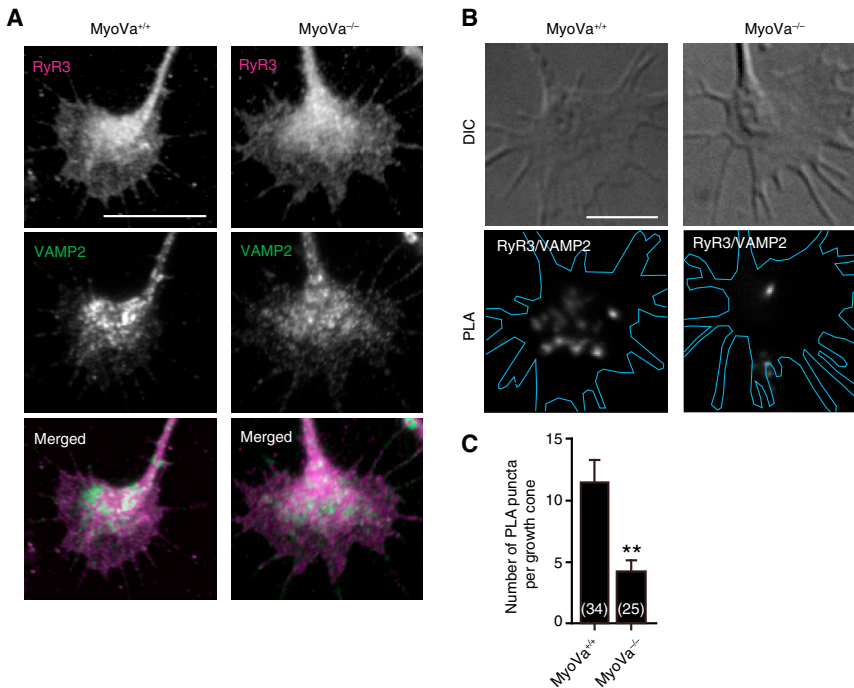 A
MyoVa+/+
MyoVa–/–
RyR3
RyR3
VAMP2
VAMP2
Merged
Merged
B
MyoVa+/+
MyoVa–/–
DIC
RyR3/VAMP2
RyR3/VAMP2
PLA
C
Number of PLA puncta
per growth cone
15
10
5
0
**
(34)
(25)
MyoVa+/+
MyoVa–/–